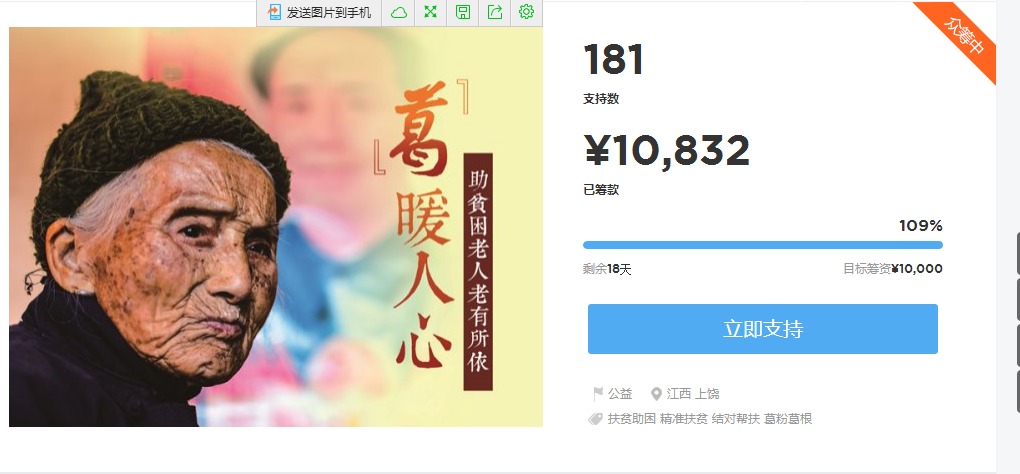 发送图片到手机
葛暖人心
助贫困老人老有所依
众筹中
181
支持数
¥10,832
已筹款
109%
剩余18天
目标筹资¥10,000
立即支持
公益
江西 上饶
扶贫助困 精准扶贫 结对帮扶 葛粉葛根